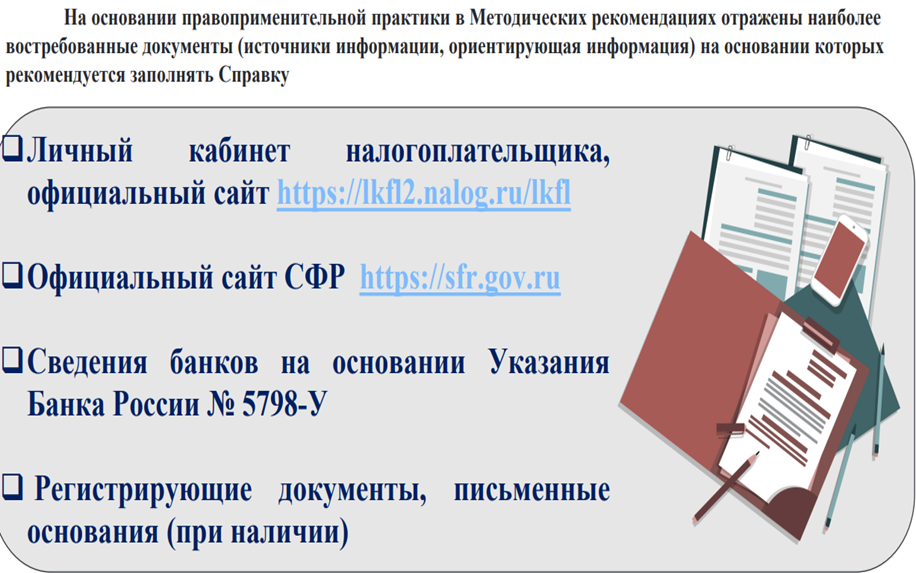 На основании правоприменительной практики в Методических рекомендациях отражены наиболее
востребованные документы (источники информации, ориентирующая информация) на основании которых
рекомендуется заполнять Справку
❑Личный кабинет налогоплательщика,
официальный сайт https://lkfl2.nalog.ru/lkfl
❑Официальный сайт СФР https://sfr.gov.ru
❑Сведения банков на основании Указания
Банка России № 5798-У
❑ Регистрирующие документы, письменные
основания (при наличии)